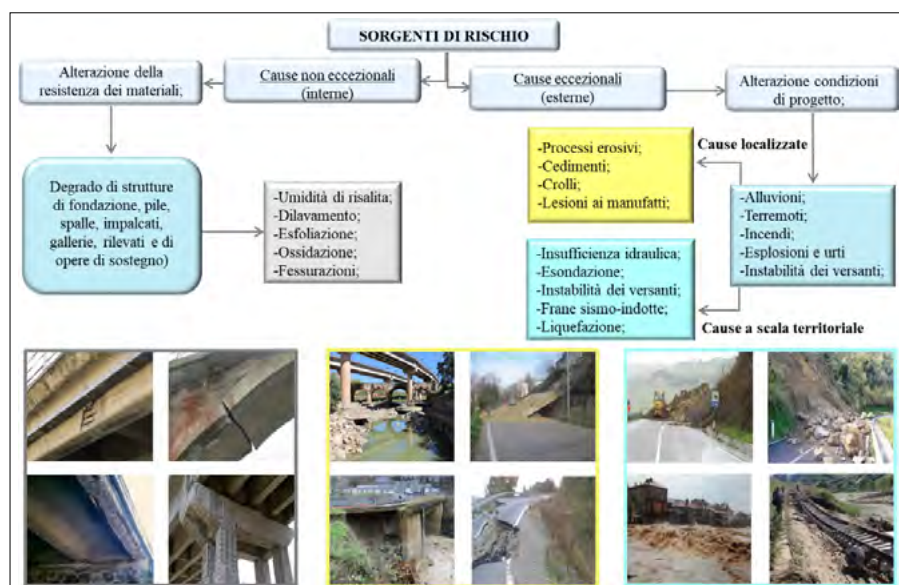 SORGENTI DI RISCHIO
Alterazione della
resistenza dei materiali;
Cause non eccezionali
(interne)
Cause eccezionali
(esterne)
Alterazione condizioni
di progetto;
Degrado di strutture
di fondazione, pile,
spalle, impalcati,
gallerie, rilevati e di
opere di sostegno)
-Umidità di risalita;
-Dilavamento;
-Esfoliazione;
-Ossidazione;
-Fessurazioni;
-Processi erosivi;
-Cedimenti;
-Crolli;
-Lesioni ai manufatti;
Cause localizzate
-Alluvioni;
-Terremoti;
-Incendi;
-Esplosioni e urti
-Instabilità dei versanti;
-Insufficienza idraulica;
-Esondazione;
-Instabilità dei versanti;
-Frane sismo-indotte;
-Liquefazione;
Cause a scala territoriale